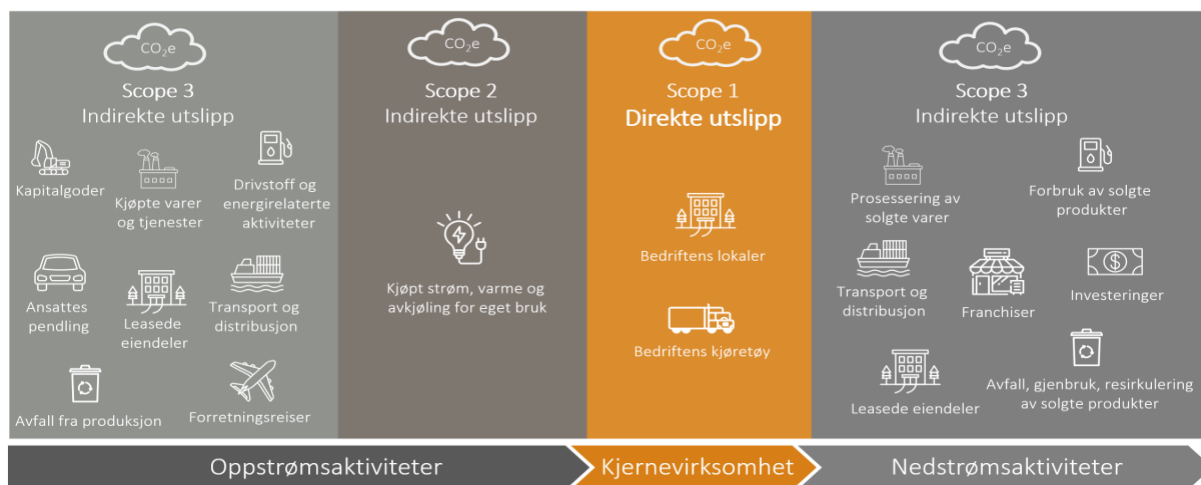 CO₂e
Scope 3
Indirekte utslipp
Kapitalgoder
Kjøpte varer
og tjenester
Drivstoff og
energirelaterte
aktiviteter
Ansattes
pendling
Leasede
eiendeler
Transport og
distribusjon
Avfall fra produksjon
Forretningsreiser
CO₂e
Scope 2
Indirekte utslipp
Kjøpt strøm, varme og
avkjøling for eget bruk
CO₂e
Scope 1
Direkte utslipp
Bedriftens lokaler
Bedriftens kjøretøy
CO₂e
Scope 3
Indirekte utslipp
Prosessering av
solgte varer
Forbruk av solgte
produkter
Transport og
distribusjon
Franchiser
Investeringer
Leasede eiendeler
Avfall, gjenbruk, resirkulering
av solgte produkter
Oppstrømsaktiviteter
Kjernevirksomhet
Nedstrømsaktiviteter